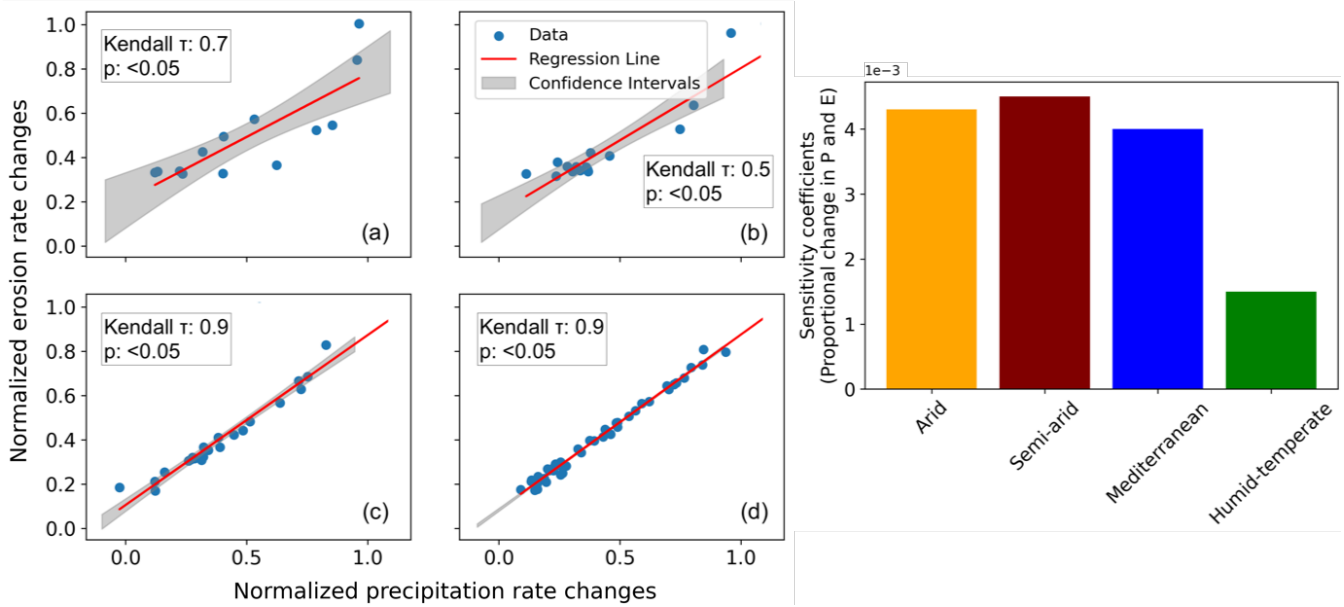 Normalized erosion rate changes
1.0
0.8
0.6
0.4
0.2
0.0
Kendall τ: 0.7
p: <0.05
(a)
Data
Regression Line
Confidence Intervals
Kendall τ: 0.5
p: <0.05
(b)
1.0
0.8
0.6
0.4
0.2
0.0
Kendall τ: 0.9
p: <0.05
(c)
Kendall τ: 0.9
p: <0.05
(d)
0.0 0.5 1.0
0.0 0.5 1.0
Normalized precipitation rate changes
1e−3
Sensitivity coefficients
(Proportional change in P and E)
4
3
2
1
0
Arid
Semi-arid
Mediterranean
Humid-temperate